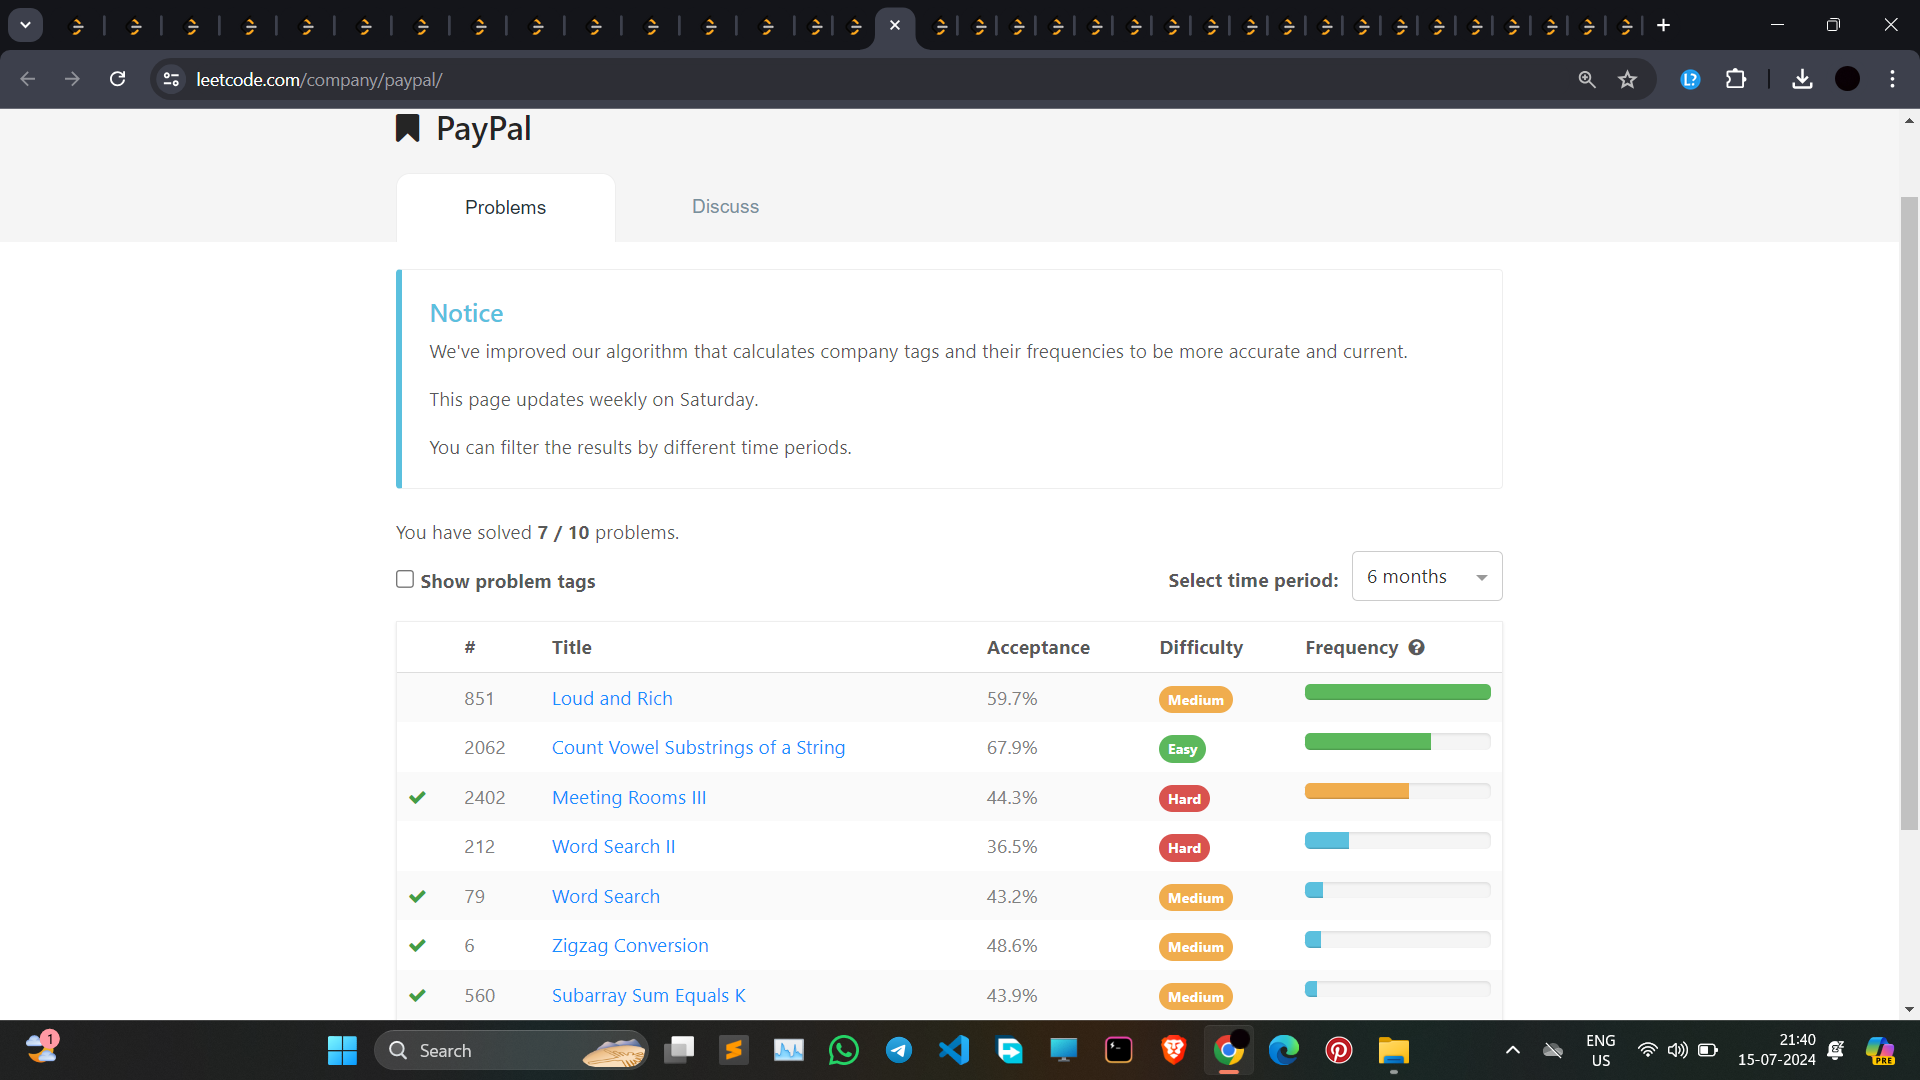 leetcode.com/company/paypal/
L?
PayPal
Problems
Discuss
Notice
We've improved our algorithm that calculates company tags and their frequencies to be more accurate and current.
This page updates weekly on Saturday.
You can filter the results by different time periods.
You have solved 7 / 10 problems.
Show problem tags
Select time period: 6 months
# Title Acceptance Difficulty Frequency ?
851 Loud and Rich 59.7% Medium
2062 Count Vowel Substrings of a String 67.9% Easy
2402 Meeting Rooms III 44.3% Hard
212 Word Search II 36.5% Hard
79 Word Search 43.2% Medium
6 Zigzag Conversion 48.6% Medium
560 Subarray Sum Equals K 43.9% Medium
1
Search
ENG
US
21:40
15-07-2024
PRE